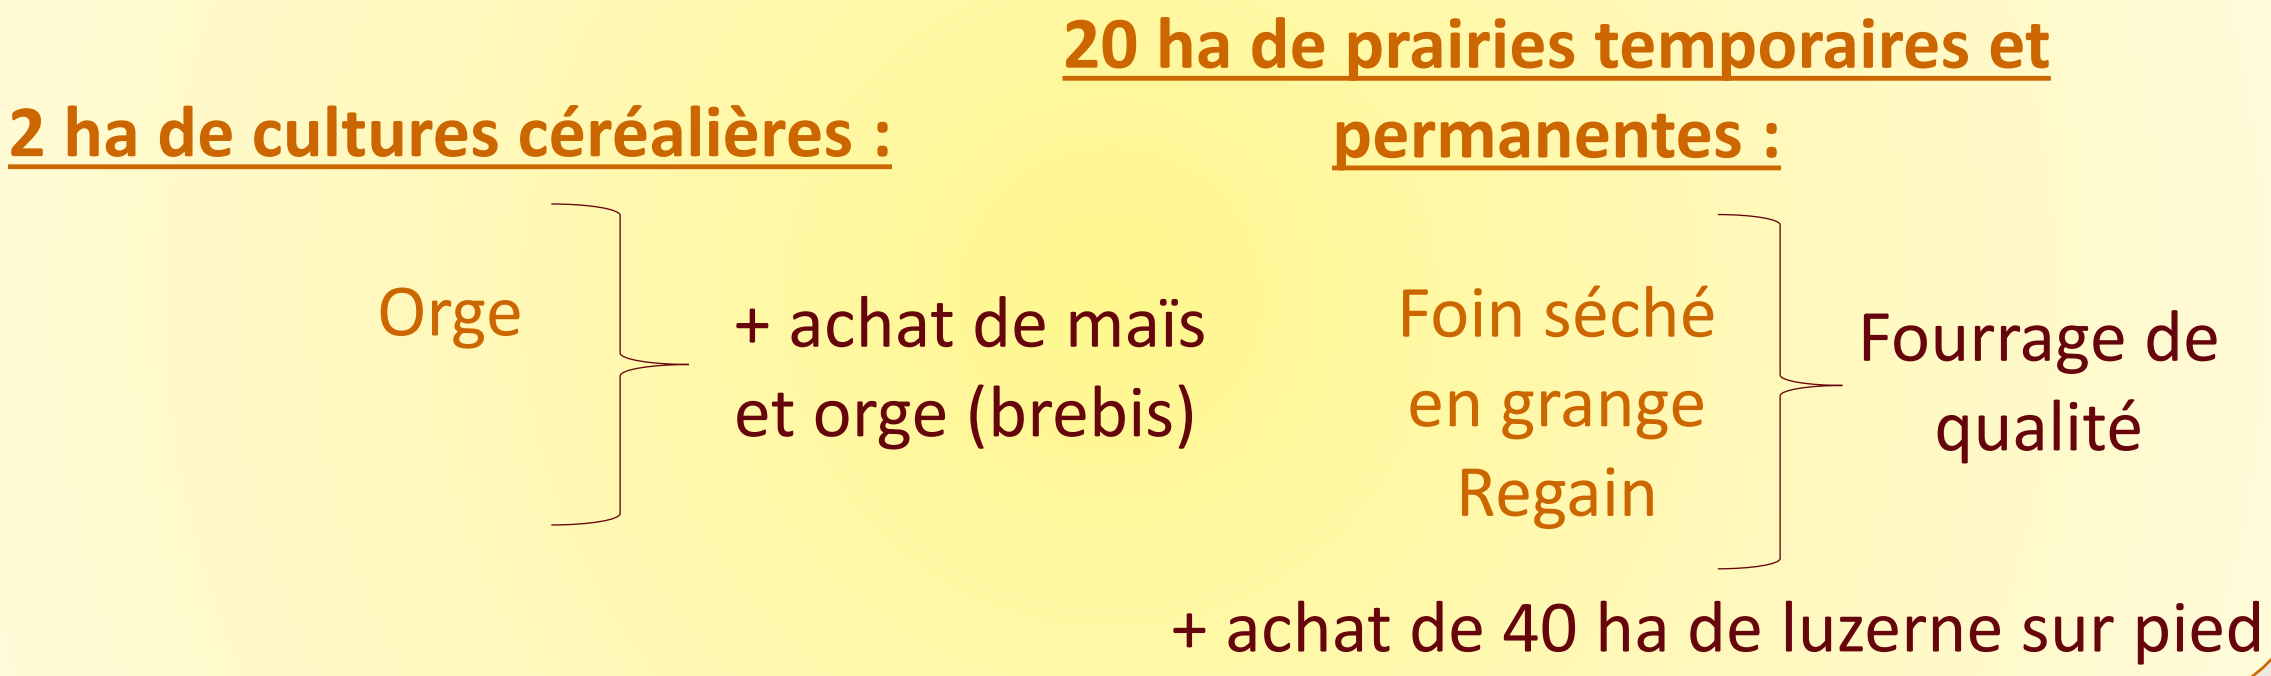 2 ha de cultures céréalières :
Orge
+ achat de maïs
et orge (brebis)
20 ha de prairies temporaires et
permanentes :
Foin séché
en grange
Regain
Fourrage de
qualité
+ achat de 40 ha de luzerne sur pied